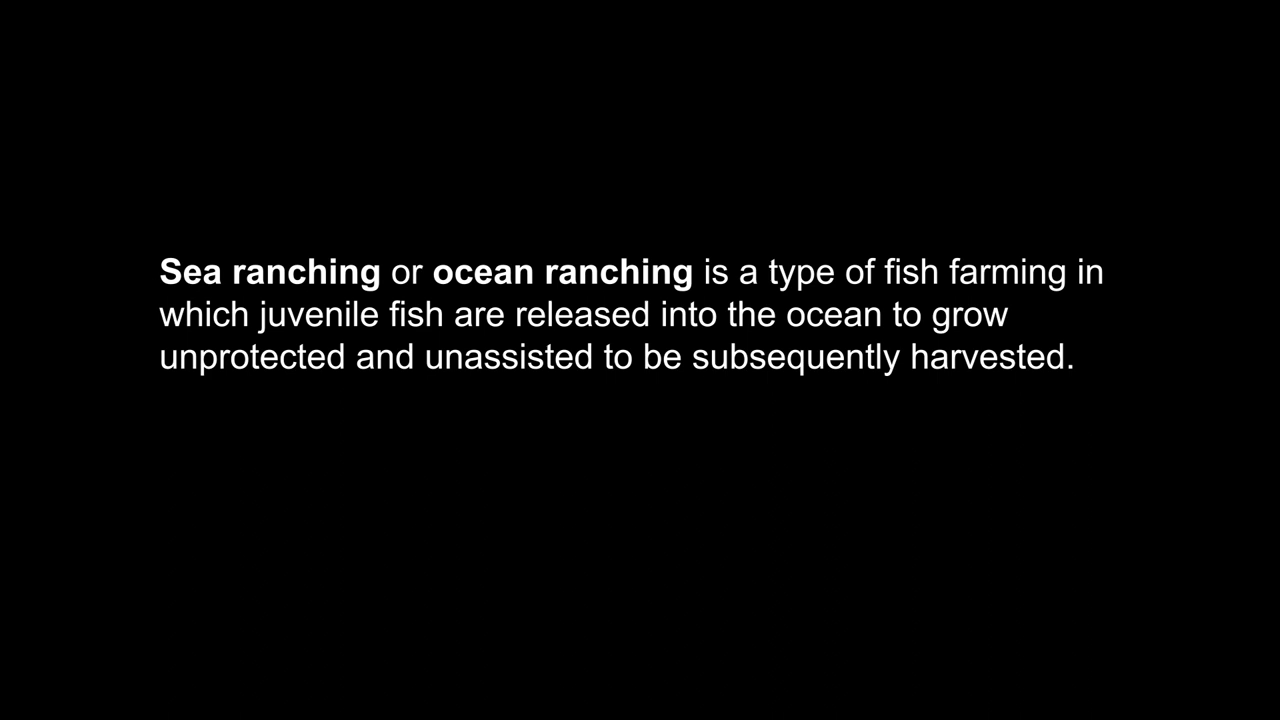 Sea ranching or ocean ranching is a type of fish farming in
which juvenile fish are released into the ocean to grow
unprotected and unassisted to be subsequently harvested.